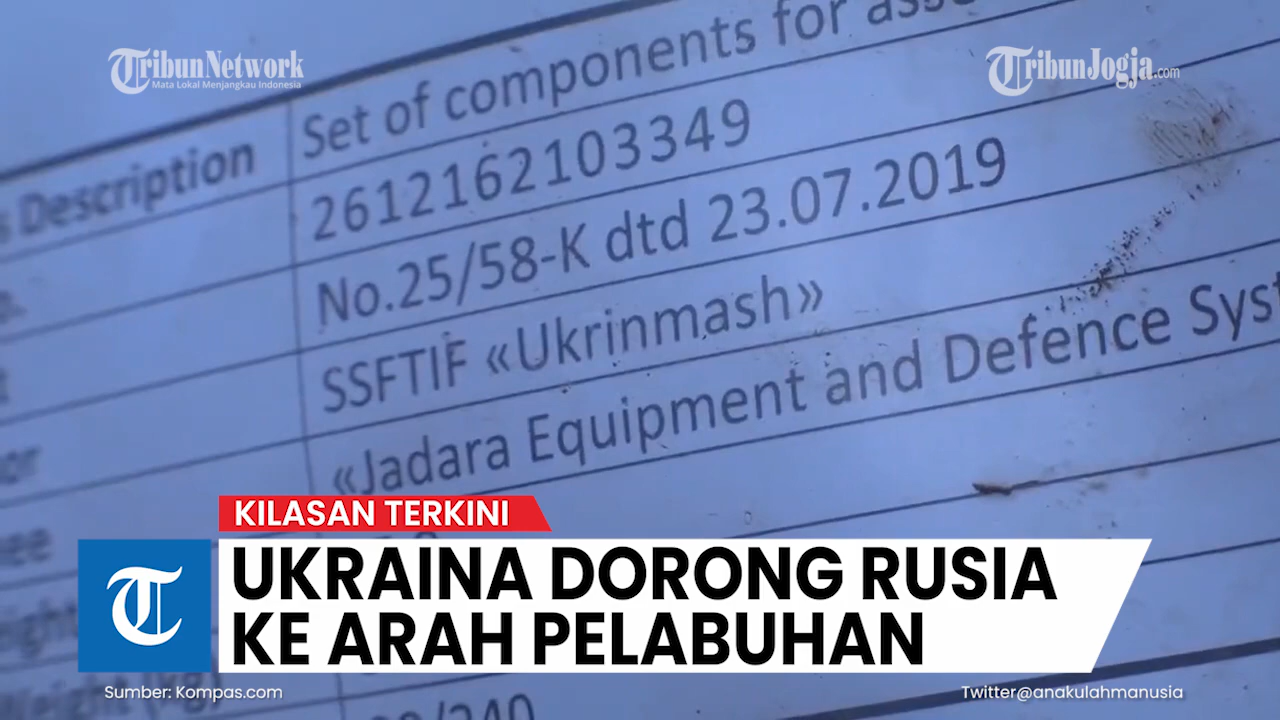 TribunNetwork
Mata Lokal Menjangkau Indonesia
TribunJogja.com
Description
Set of components for
26121621033349
No.25/58-K dtd 23.07.2019
SSFTIF «Ukrinmash»
«Jadara Equipment and Defence
KILASAN TERKINI
UKRAINA DORONG RUSIA
KE ARAH PELABUHAN
Sumber: Kompas.com
Twitter@anakulahmanusia